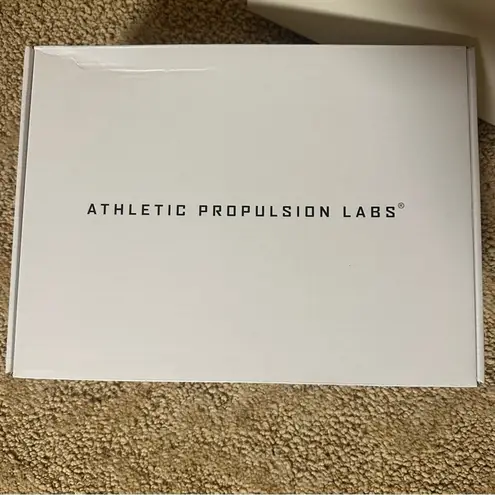 ATHLETIC PROPULSION LABS®